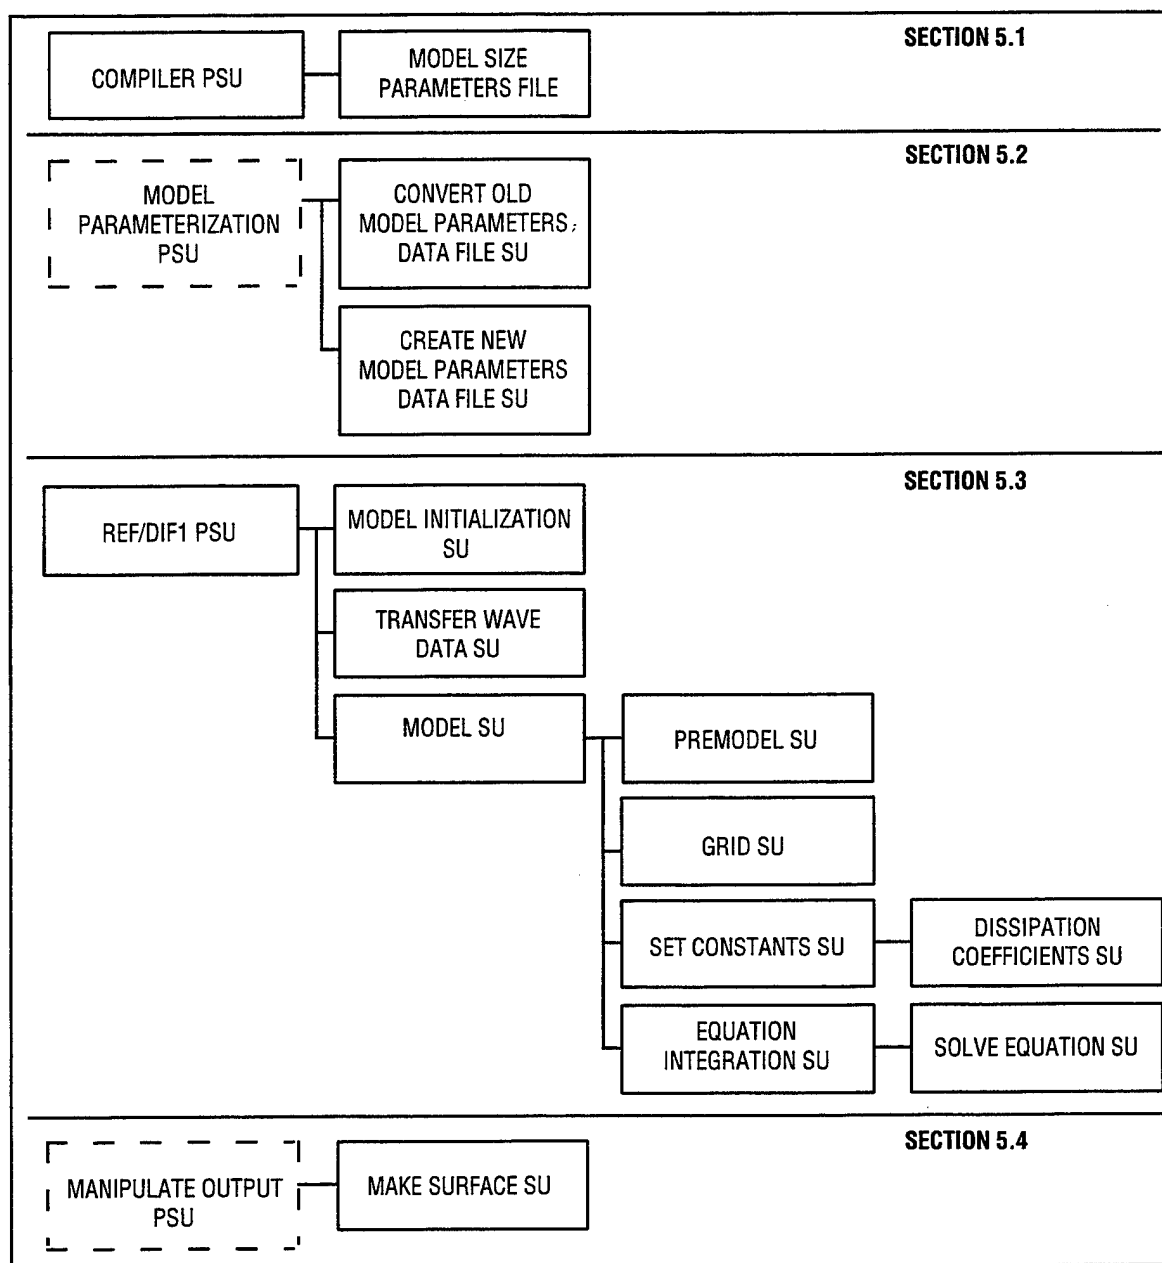 SECTION 5.1
COMPILER PSU
MODEL SIZE
PARAMETERS FILE
SECTION 5.2
MODEL
PARAMETERIZATION
PSU
CONVERT OLD
MODEL PARAMETERS
DATA FILE SU
CREATE NEW
MODEL PARAMETERS
DATA FILE SU
SECTION 5.3
REF/DIF1 PSU
MODEL INITIALIZATION
SU
TRANSFER WAVE
DATA SU
MODEL SU
PREMODEL SU
GRID SU
SET CONSTANTS SU
DISSIPATION
COEFFICIENTS SU
EQUATION
INTEGRATION SU
SOLVE EQUATION SU
SECTION 5.4
MANIPULATE OUTPUT
PSU
MAKE SURFACE SU